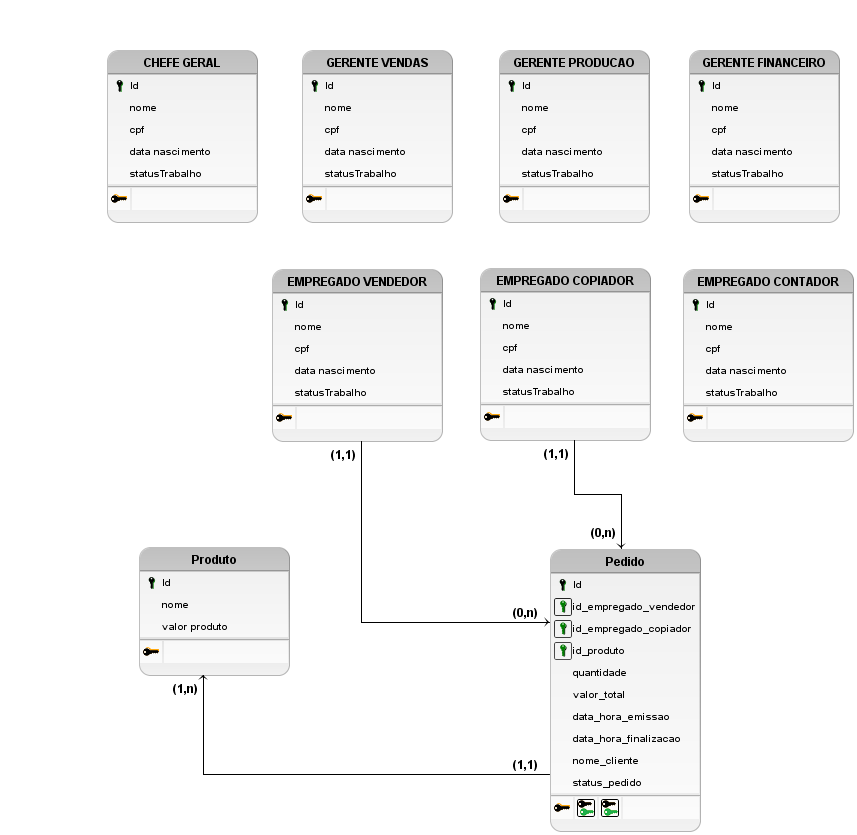 CHEFE GERAL
Id
nome
cpf
data nascimento
statusTrabalho
GERENTE VENDAS
Id
nome
cpf
data nascimento
statusTrabalho
GERENTE PRODUCAO
Id
nome
cpf
data nascimento
statusTrabalho
GERENTE FINANCEIRO
Id
nome
cpf
data nascimento
statusTrabalho
EMPREGADO VENDEDOR
Id
nome
cpf
data nascimento
statusTrabalho
EMPREGADO COPIADOR
Id
nome
cpf
data nascimento
statusTrabalho
EMPREGADO CONTADOR
Id
nome
cpf
data nascimento
statusTrabalho
(1,1)
(1,1)
(0,n)
(0,n)
Produto
Id
nome
valor produto
(1,n)
(1,1)
Pedido
Id
id_empregado_vendedor
id_empregado_copiador
id_produto
quantidade
valor_total
data_hora_emissao
data_hora_finalizacao
nome_cliente
status_pedido